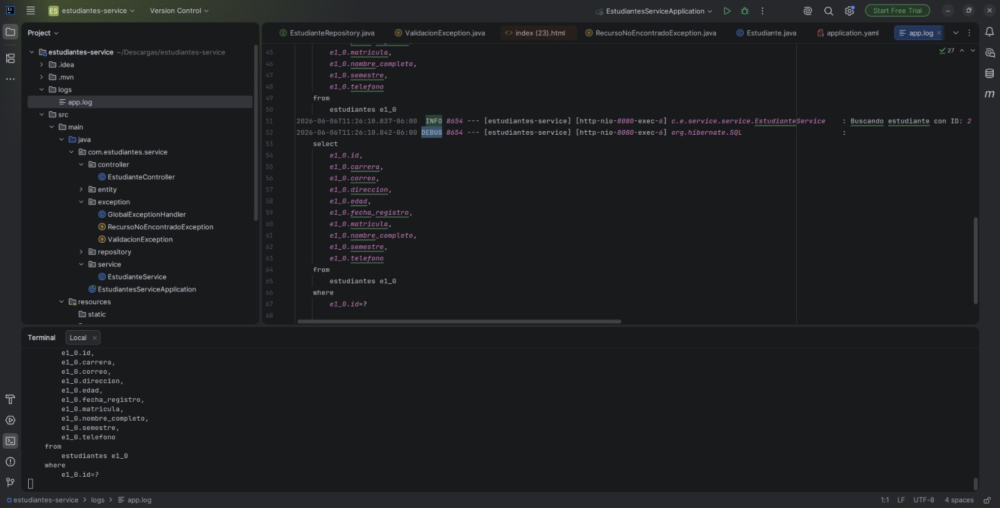 ES estudiantes-service
Version Control
EstudiantesServiceApplication
Start Free Trial
Project
EstudianteRepository.java
ValidacionException.java
index (23).html
RecursoNoEncontradoException.java
Estudiante.java
application.yaml
app.log
estudiantes-service ~/Descargas/estudiantes-service
.idea
.mvn
logs
app.log
src
main
java
com.estudiantes.service
controller
EstudianteController
entity
exception
GlobalExceptionHandler
RecursoNoEncontradoException
ValidacionException
repository
service
EstudianteService
EstudiantesServiceApplication
resources
static
27
45 e1_0.matricula,
46 e1_0.nombre_completo,
47 e1_0.semestre,
48 e1_0.telefono
49 from
50 estudiantes e1_0
51 2026-06-06T11:26:10.837-06:00 INFO 8654 --- [estudiantes-service] [http-nio-8080-exec-6] c.e.service.service.EstudianteService : Buscando estudiante con ID: 2
52 2026-06-06T11:26:10.842-06:00 DEBUG 8654 --- [estudiantes-service] [http-nio-8080-exec-6] org.hibernate.SQL :
53 select
54 e1_0.id,
55 e1_0.carrera,
56 e1_0.correo,
57 e1_0.direccion,
58 e1_0.edad,
59 e1_0.fecha_registro,
60 e1_0.matricula,
61 e1_0.nombre_completo,
62 e1_0.semestre,
63 e1_0.telefono
64 from
65 estudiantes e1_0
66 where
67 e1_0.id=?
68
Terminal
Local
e1_0.id,
e1_0.carrera,
e1_0.correo,
e1_0.direccion,
e1_0.edad,
e1_0.fecha_registro,
e1_0.matricula,
e1_0.nombre_completo,
e1_0.semestre,
e1_0.telefono
from
estudiantes e1_0
where
e1_0.id=?
estudiantes-service > logs > app.log
1:1 LF UTF-8 4 spaces